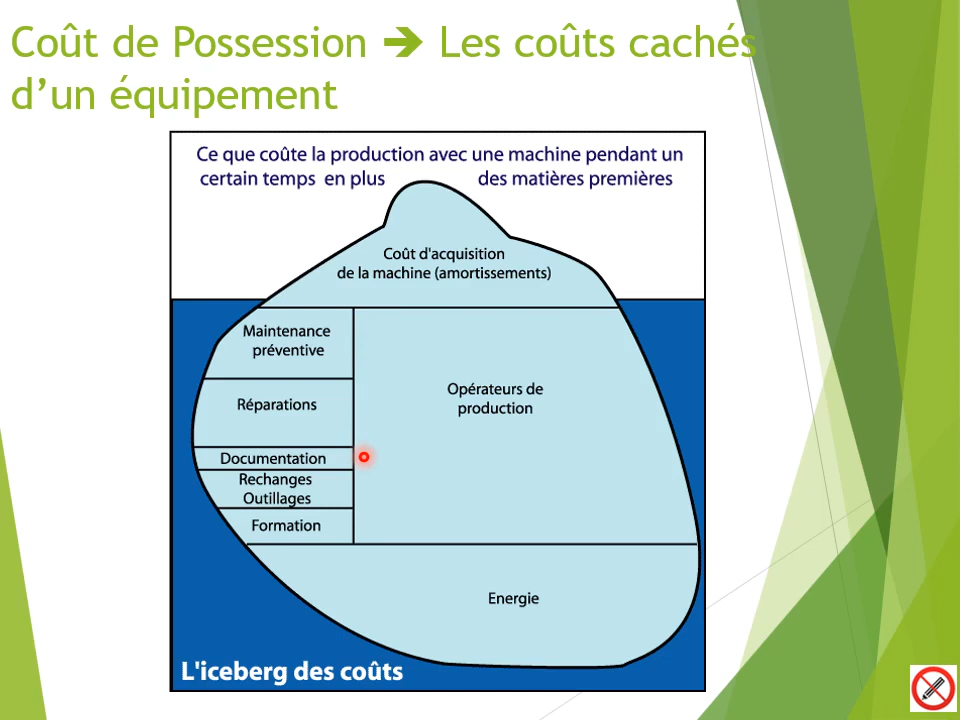 Coût de Possession ➔ Les coûts cachés
d’un équipement
Ce que coûte la production avec une machine pendant un
certain temps en plus des matières premières
Coût d'acquisition
de la machine (amortissements)
Maintenance
préventive
Réparations
Documentation
Rechanges
Outillages
Formation
Opérateurs de
production
Energie
L'iceberg des coûts